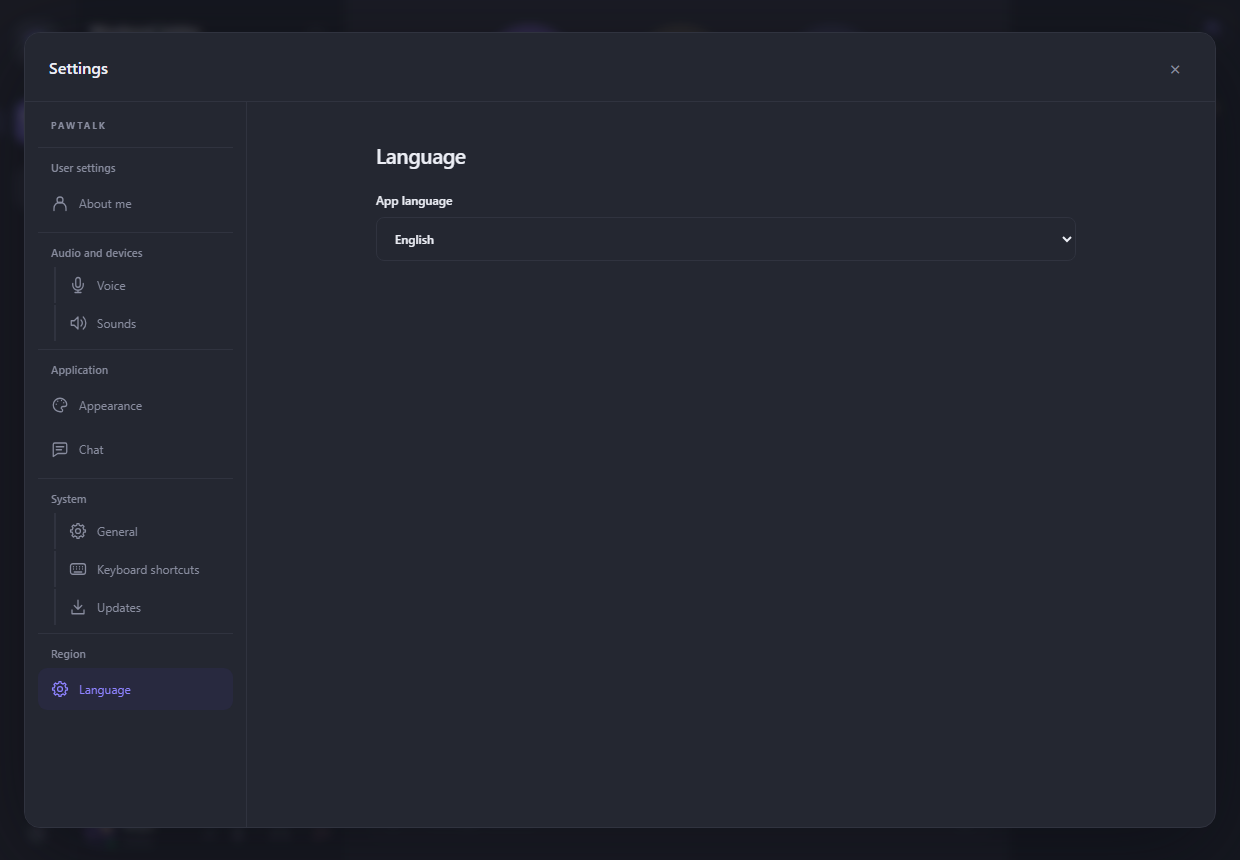 Settings
PAWTALK
User settings
About me
Audio and devices
Voice
Sounds
Application
Appearance
Chat
System
General
Keyboard shortcuts
Updates
Region
Language
Language
App language
English